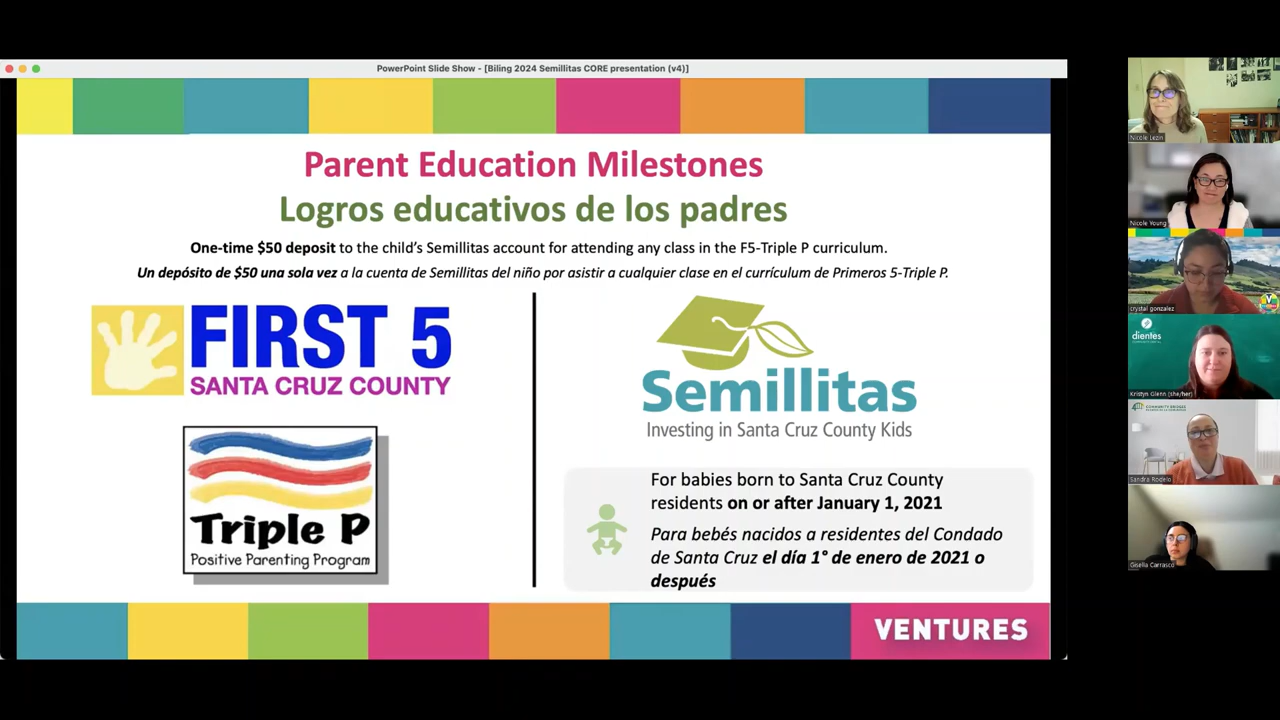 PowerPoint Slide Show - [Biling 2024 Semillitas CORE presentation (v4)]
Parent Education Milestones
Logros educativos de los padres
One-time $50 deposit to the child's Semillitas account for attending any class in the F5-Triple P curriculum.
Un depósito de $50 una sola vez a la cuenta de Semillitas del niño por asistir a cualquier clase en el currículum de Primeros 5-Triple P.
FIRST 5
SANTA CRUZ COUNTY
Triple P
Positive Parenting Program
Semillitas
Investing in Santa Cruz County Kids
For babies born to Santa Cruz County
residents on or after January 1, 2021
Para bebés nacidos a residentes del Condado
de Santa Cruz el día 1° de enero de 2021 o
después
VENTURES
Nicole Lezin
Nicole Young
crystal gonzalez
dientes
Kristyn Glenn (she/her)
COMMUNITY BRIDGES
Sandra Rodelo
Gisella Carrasco